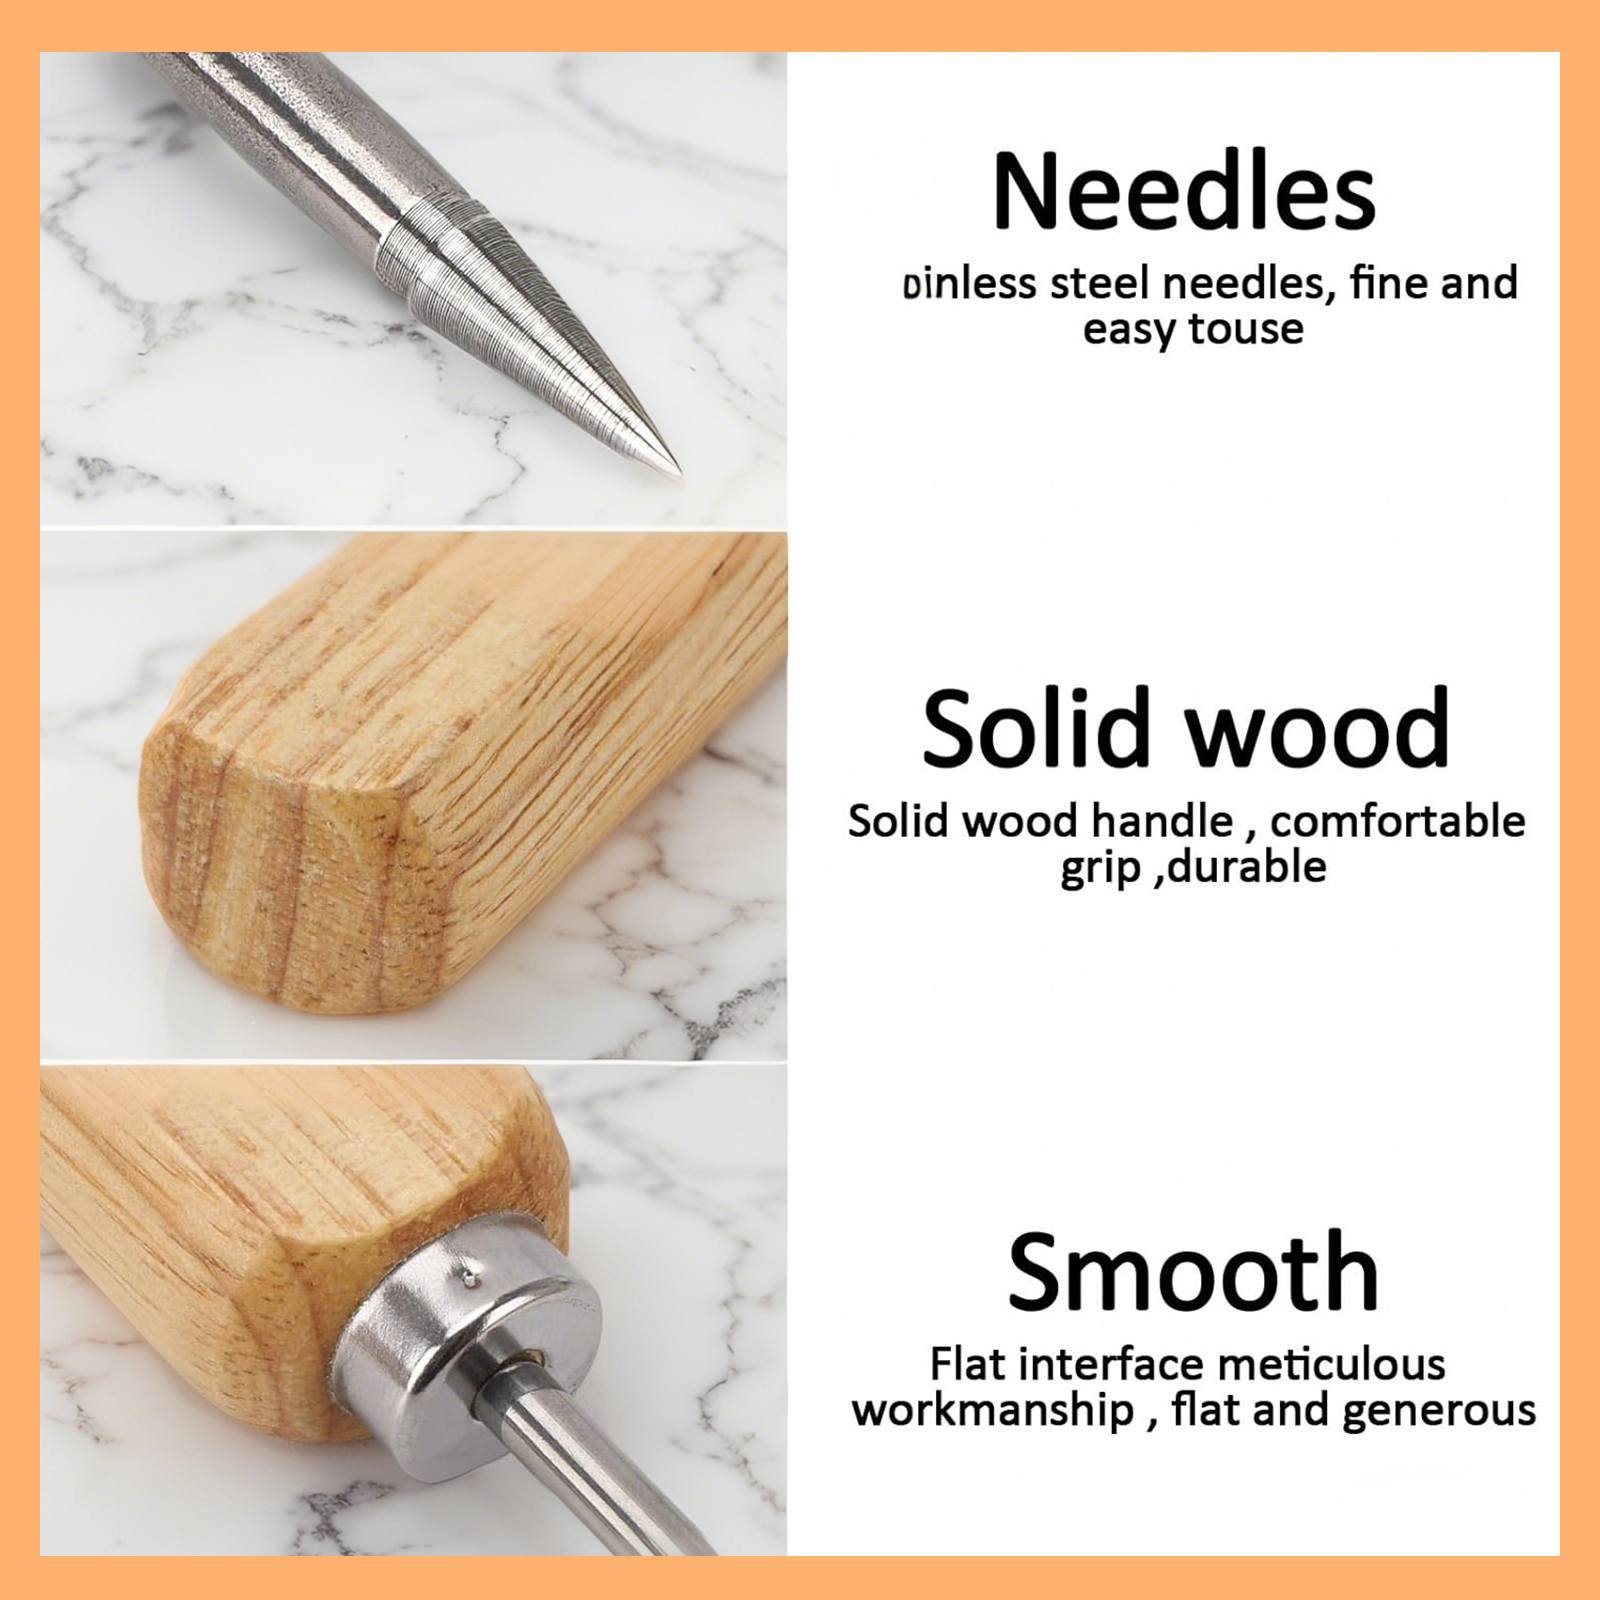 Needles
steel needles, fine and
easy touse
Solid wood
Solid wood handle , comfortable
grip ,durable
Smooth
Flat interface meticulous
workmanship , flat and generous